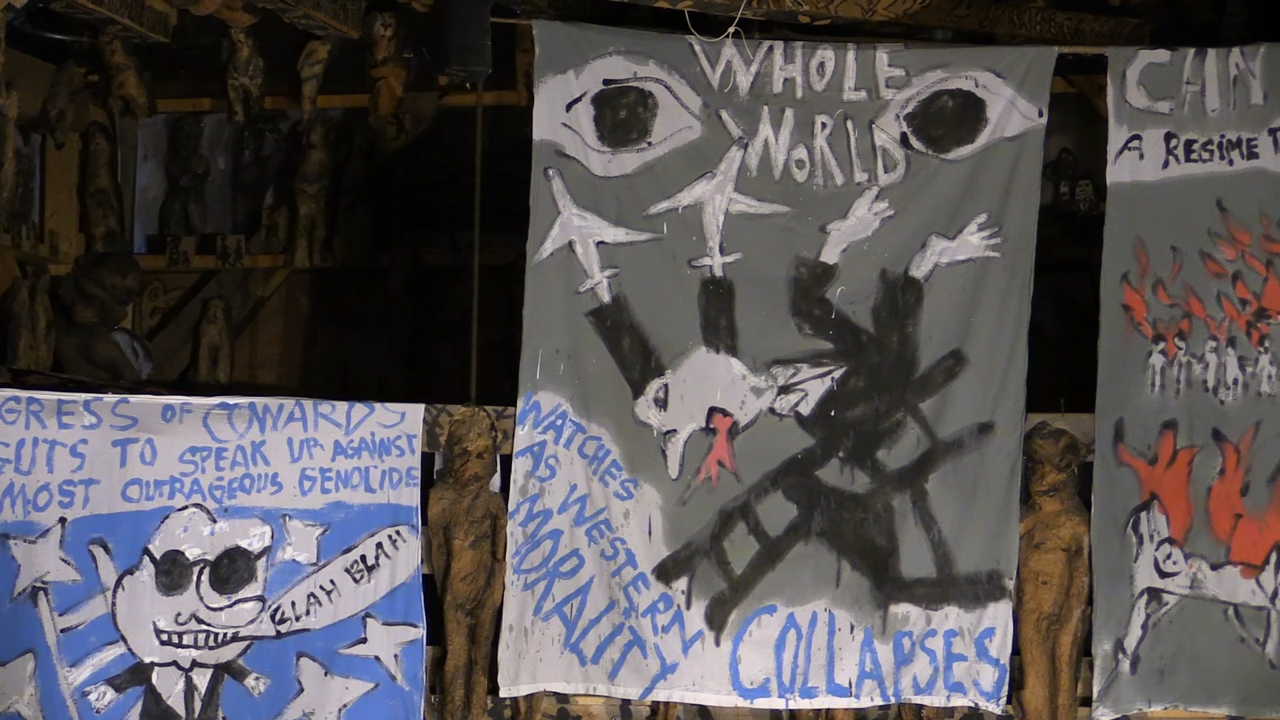 GRESS OF COWARDS
GUTS TO SPEAK UP AGAINST
MOST OUTRAGEOUS GENOCIDE
BLAH BLAH
WHOLE
WORLD
WATCHES
AS WESTERN
MORALITY
COLLAPSES
CAN
A REGIME T